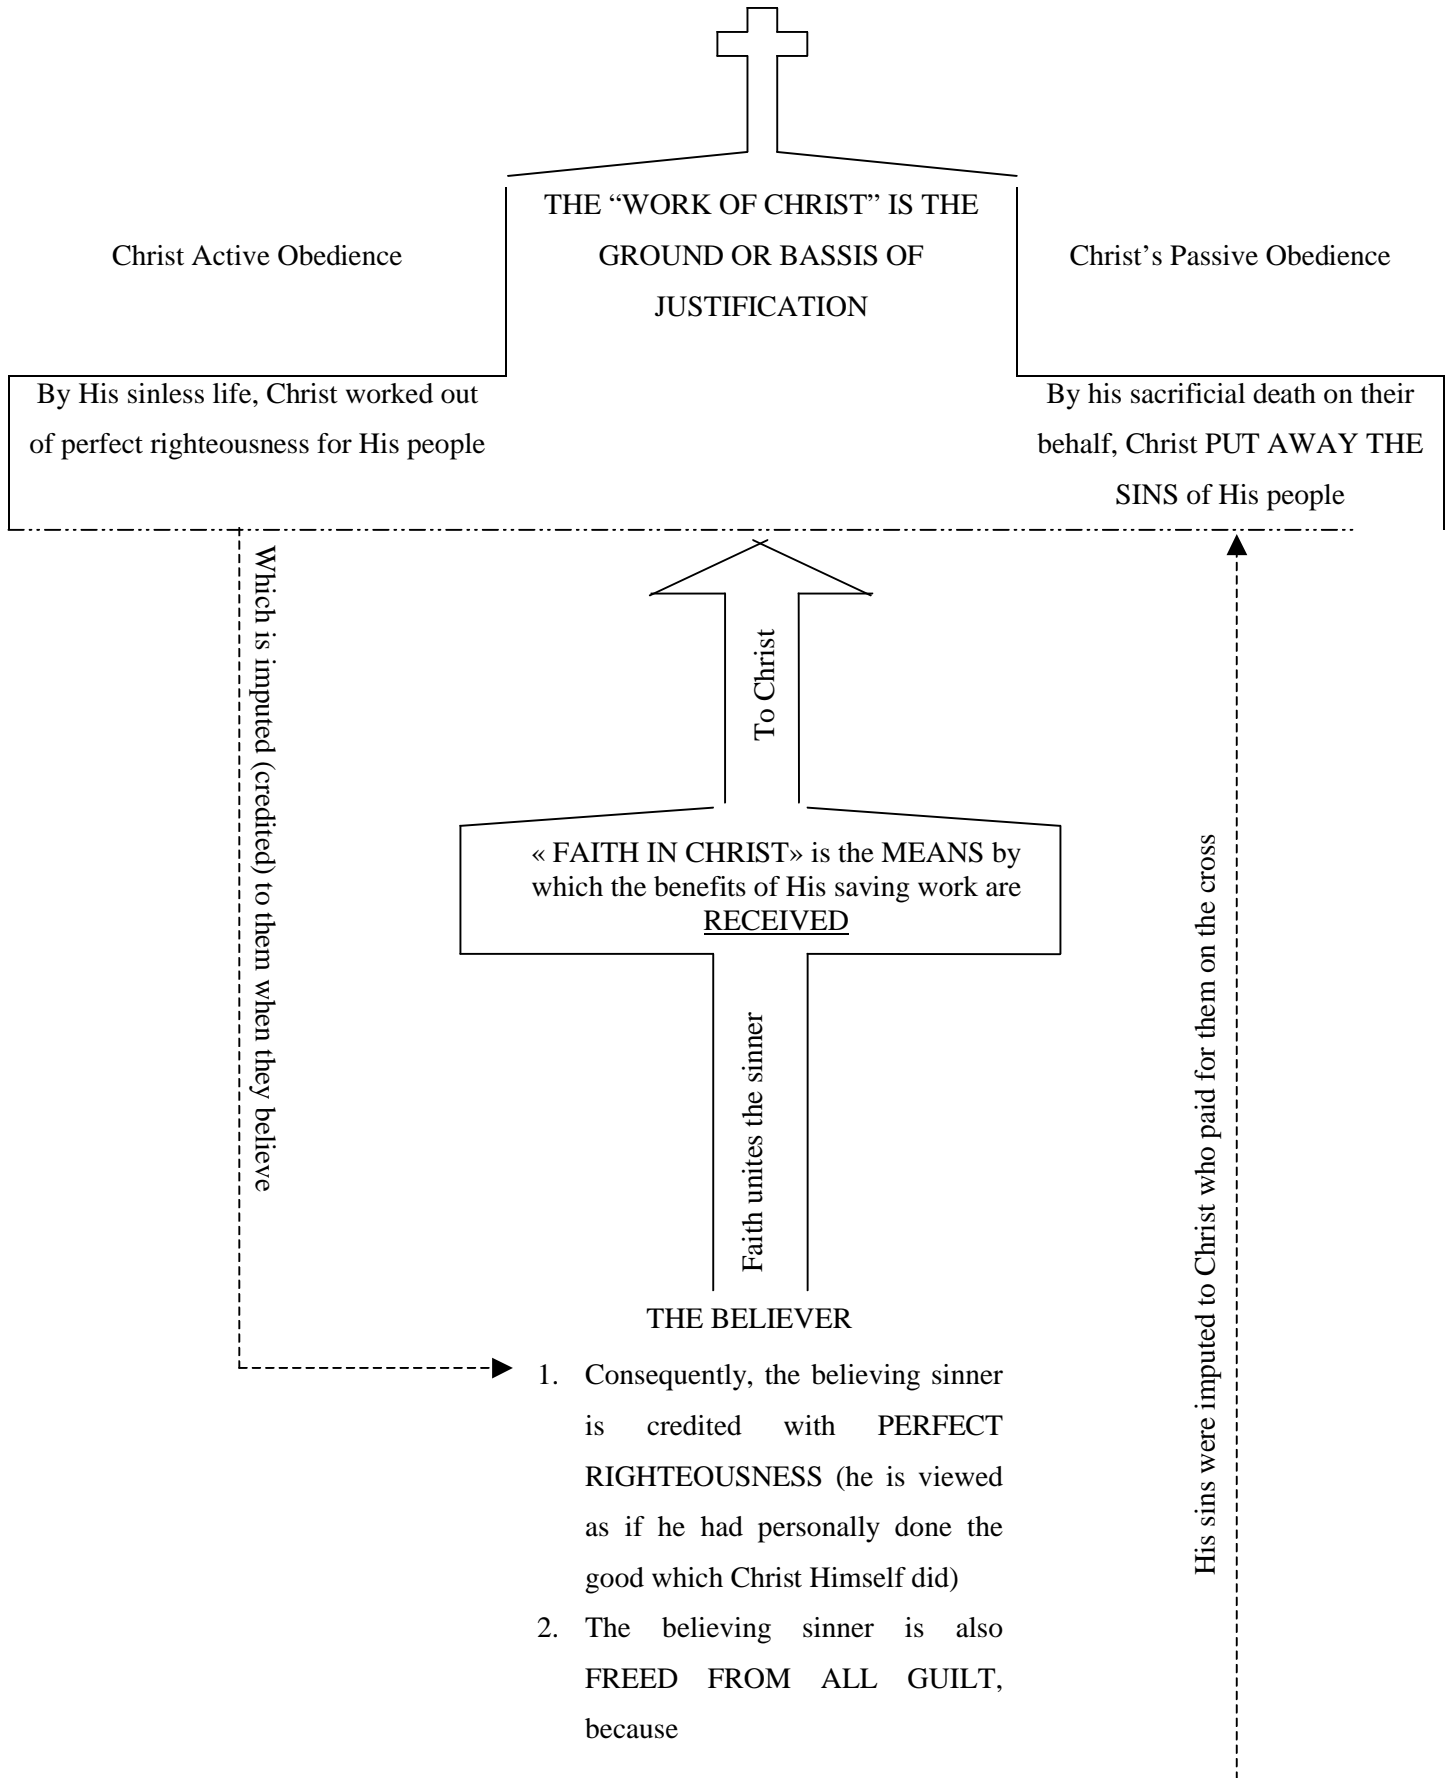 THE “WORK OF CHRIST” IS THE
GROUND OR BASSIS OF
JUSTIFICATION
Christ Active Obedience
Christ’s Passive Obedience
By His sinless life, Christ worked out
of perfect righteousness for His people
By his sacrificial death on their
behalf, Christ PUT AWAY THE
SINS of His people
Which is imputed (credited) to them when they believe
To Christ
« FAITH IN CHRIST» is the MEANS by
which the benefits of His saving work are
RECEIVED
Faith unites the sinner
THE BELIEVER
1. Consequently, the believing sinner
is credited with PERFECT
RIGHTEOUSNESS (he is viewed
as if he had personally done the
good which Christ Himself did)
2. The believing sinner is also
FREED FROM ALL GUILT,
because
His sins were imputed to Christ who paid for them on the cross